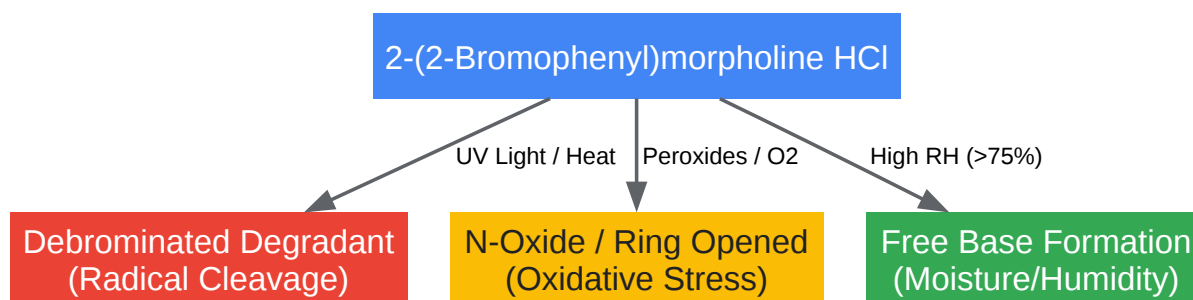 2-(2-Bromophenyl)morpholine HCl
UV Light / Heat
Peroxides / O2
High RH (>75%)
Debrominated Degradant
(Radical Cleavage)
N-Oxide / Ring Opened
(Oxidative Stress)
Free Base Formation
(Moisture/Humidity)